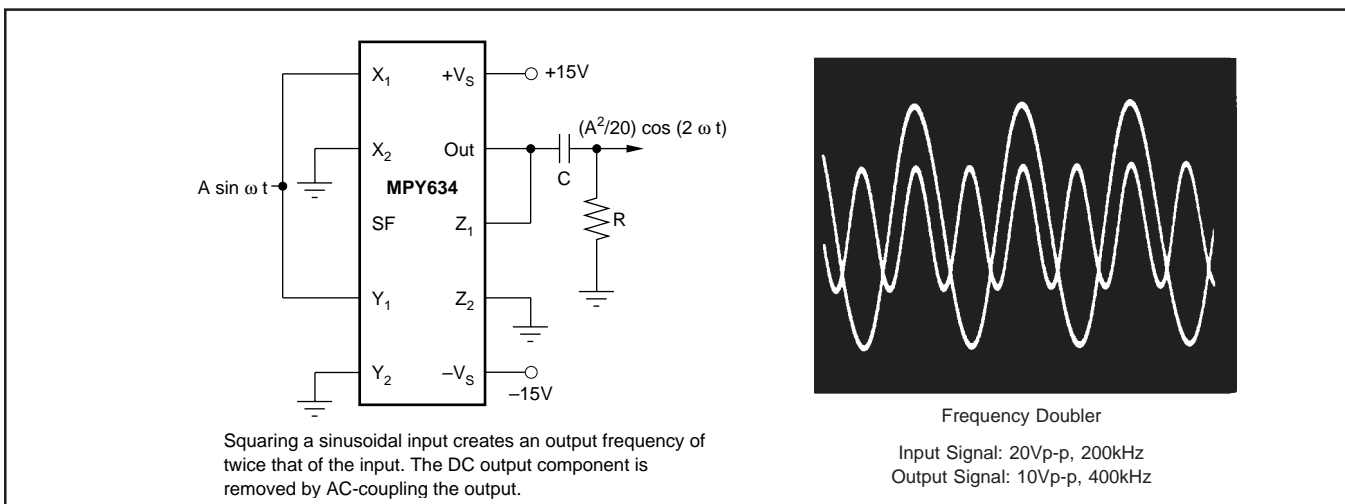 X1
+VS
+15V
(A2/20) cos (2 ω t)
X2
Out
C
A sin ω t
MPY634
SF
Z1
R
Y1
Z2
Y2
–VS
–15V
Squaring a sinusoidal input creates an output frequency of
twice that of the input. The DC output component is
removed by AC-coupling the output.
Frequency Doubler
Input Signal: 20Vp-p, 200kHz
Output Signal: 10Vp-p, 400kHz